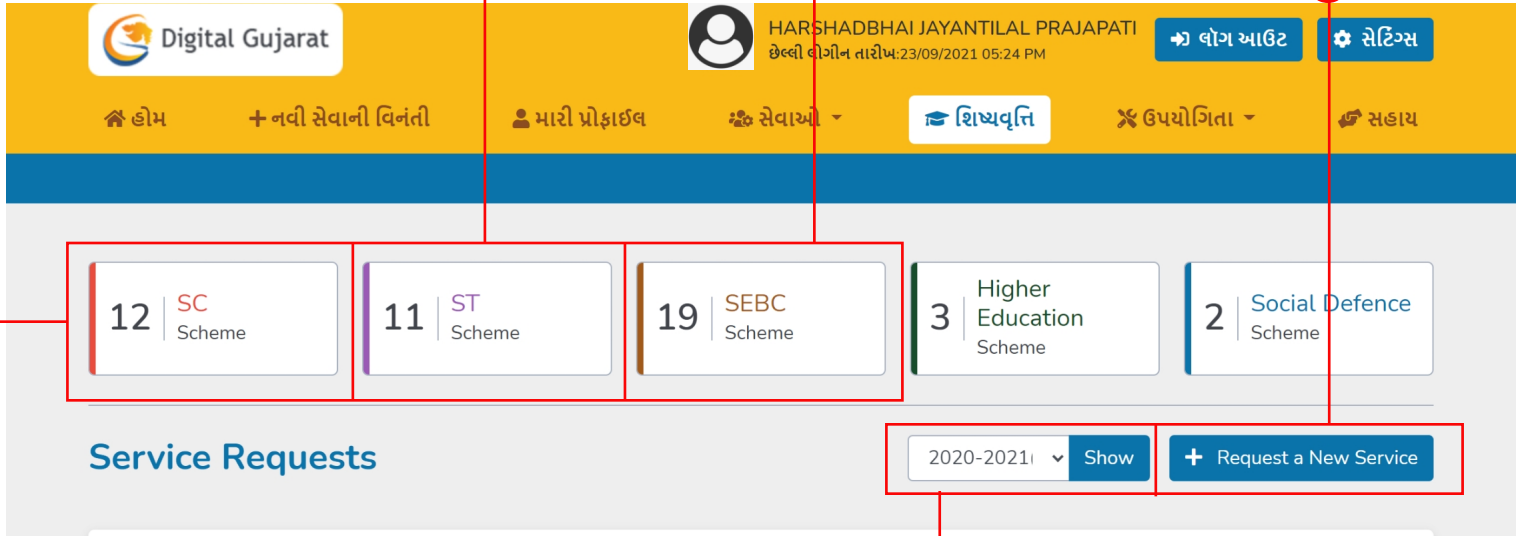 Digital Gujarat
HARSHADBHAI JAYANTILAL PRAJAPATI
છેલ્લી લોગીન તારીખ:23/09/2021 05:24 PM
લૉગ આઉટ
સેટિંગ્સ
હોમ
નવી સેવાની વિનંતી
મારી પ્રોફાઈલ
સેવાઓ
શિષ્યવૃત્તિ
ઉપયોગિતા
સહાય
12 SC
Scheme
11 ST
Scheme
19 SEBC
Scheme
3 Higher
Education
Scheme
2 Social Defence
Scheme
Service Requests
2020-2021(
Show
+ Request a New Service